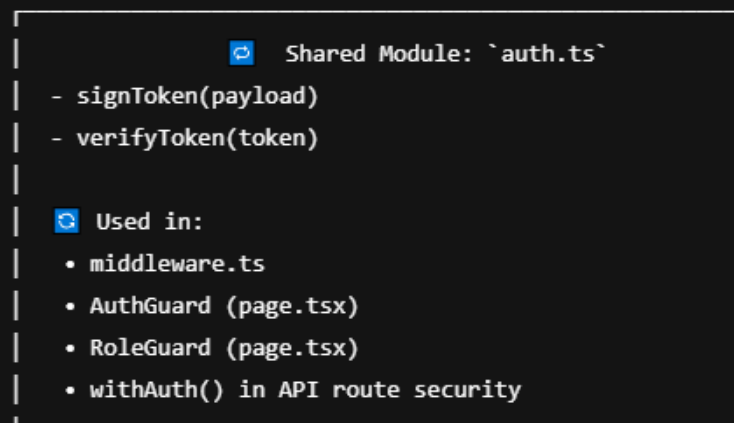 🔁 Shared Module: `auth.ts`
- signToken(payload)
- verifyToken(token)
🔄 Used in:
• middleware.ts
• AuthGuard (page.tsx)
• RoleGuard (page.tsx)
• withAuth() in API route security